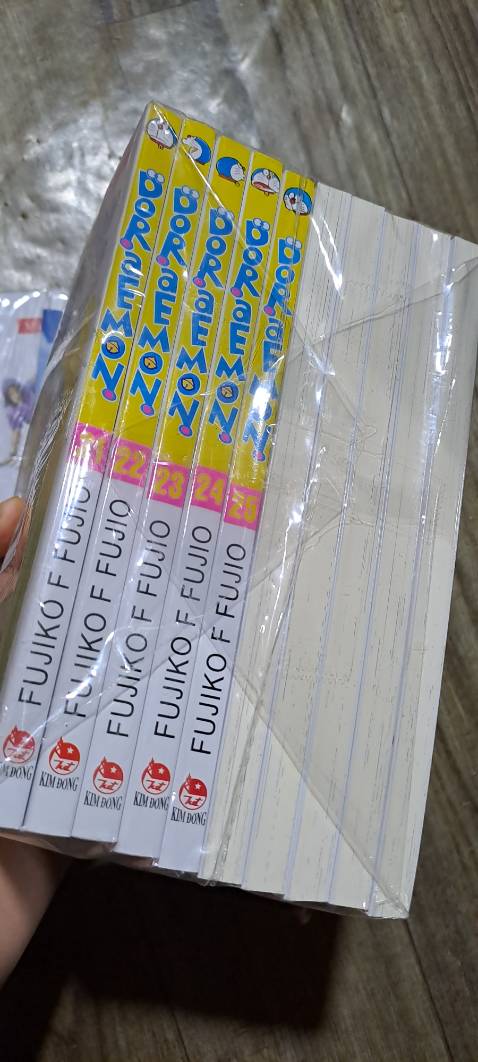 DORAEMON
21
FUJIKO F FUJIO
KIM ĐỒNG
DORAEMON
22
FUJIKO F FUJIO
KIM ĐỒNG
DORAEMON
23
FUJIKO F FUJIO
KIM ĐỒNG
DORAEMON
24
FUJIKO F FUJIO
KIM ĐỒNG
DORAEMON
25
FUJIKO F FUJIO
KIM ĐỒNG